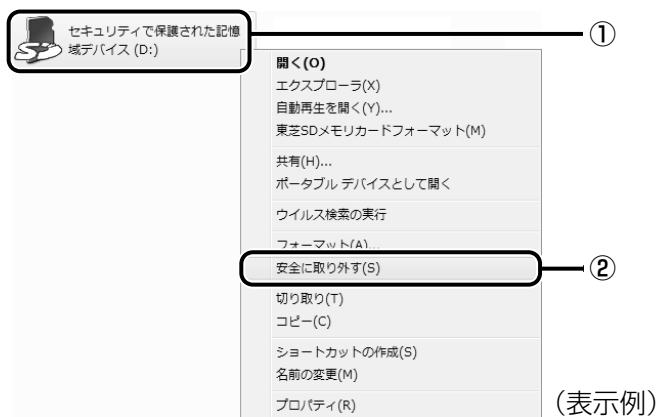 セキュリティで保護された記憶
域デバイス (D:)
①
開く(O)
エクスプローラ(X)
自動再生を開く(Y)...
東芝SDメモリカードフォーマット(M)
共有(H)...
ポータブル デバイスとして開く
ウイルス検索の実行
フォーマット(A)...
安全に取り外す(S)
②
切り取り(T)
コピー(C)
ショートカットの作成(S)
名前の変更(M)
プロパティ(R)
（表示例）